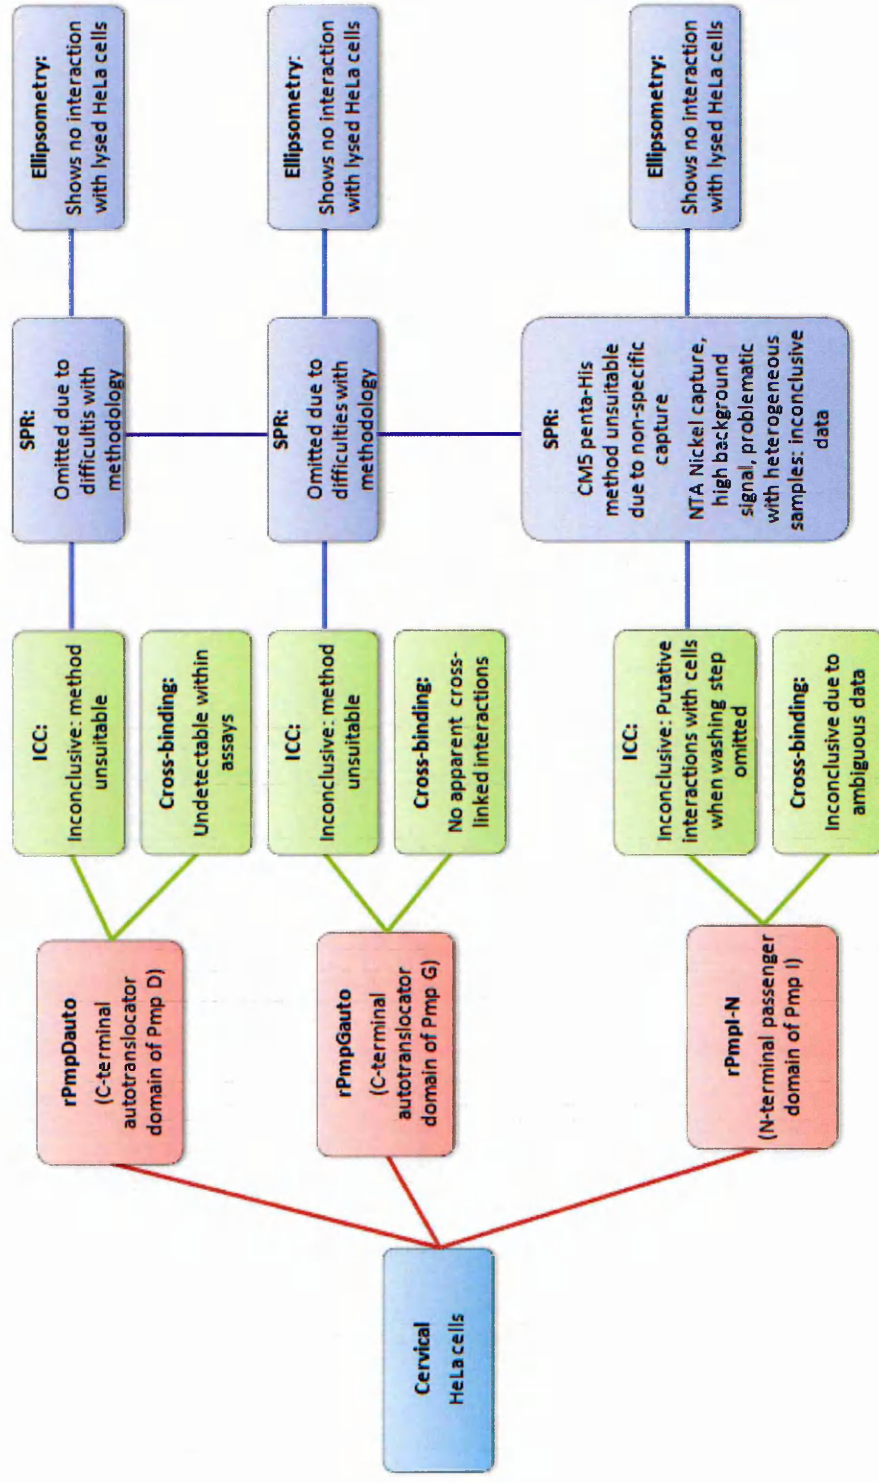 Cervical
HeLa cells
rPmpDauto
(C-terminal
autotranslocator
domain of Pmp D)
ICC:
Inconclusive: method
unsuitable
Cross-binding:
Undetectable within
assays
SPR:
Omitted due to
difficultis with
methodology
Ellipsometry:
Shows no interaction
with lysed HeLa cells
rPmpGauto
(C-terminal
autotranslocator
domain of Pmp G)
ICC:
Inconclusive: method
unsuitable
Cross-binding:
No apparent cross-
linked interactions
SPR:
Omitted due to
difficulties with
methodology
Ellipsometry:
Shows no interaction
with lysed HeLa cells
rPmpI-N
(N-terminal passenger
domain of Pmp I)
ICC:
Inconclusive: Putative
interactions with cells
when washing step
omitted
Cross-binding:
Inconclusive due to
ambiguous data
SPR:
CM5 penta-His
method unsuitable
due to non-specific
capture
NTA Nickel capture,
high background
signal, problematic
with heterogeneous
samples: inconclusive
data
Ellipsometry:
Shows no interaction
with lysed HeLa cells